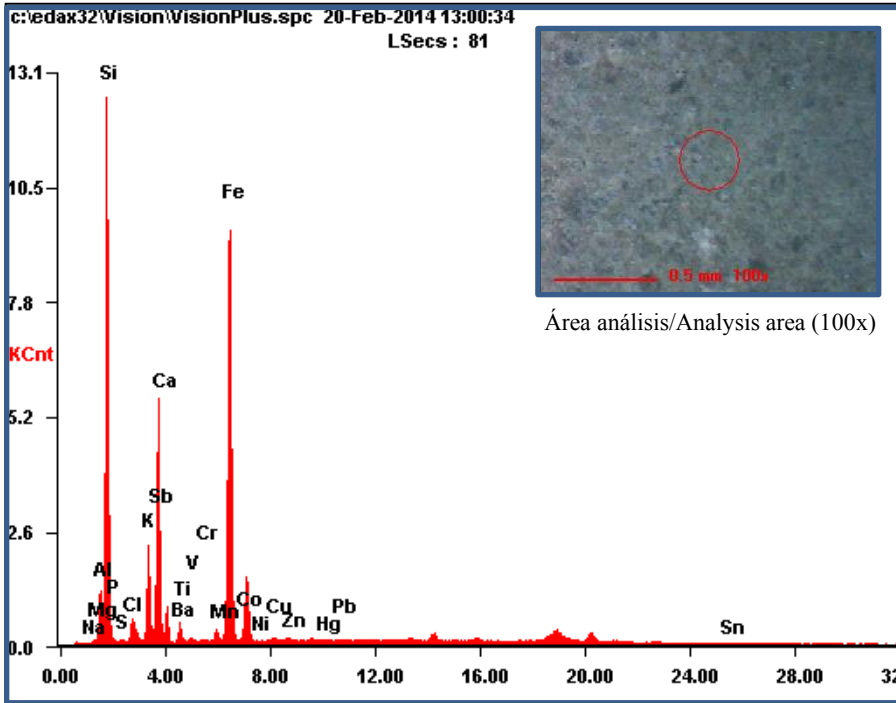 c:\edax32\Vision\VisionPlus.spc 20-Feb-2014 13:00:34
LSecs : 81
13.1
Si
10.5
Fe
0.5 mm 100x
7.8
Área análisis/Analysis area (100x)
KCnt
Ca
5.2
Sb
K
2.6
Cr
V
Al
P
Ti
Mg
Cl
Ba
Mn
Co
Cu
Pb
Na
S
Ni
Zn
Hg
Sn
0.0
0.00 4.00 8.00 12.00 16.00 20.00 24.00 28.00 32